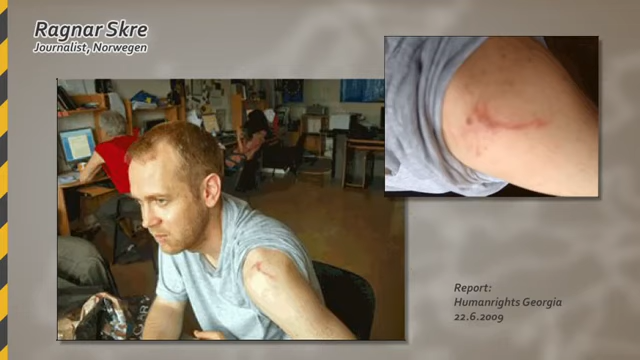 Ragnar Skre
Journalist, Norwegen
Report:
Humanrights Georgia
22.6.2009